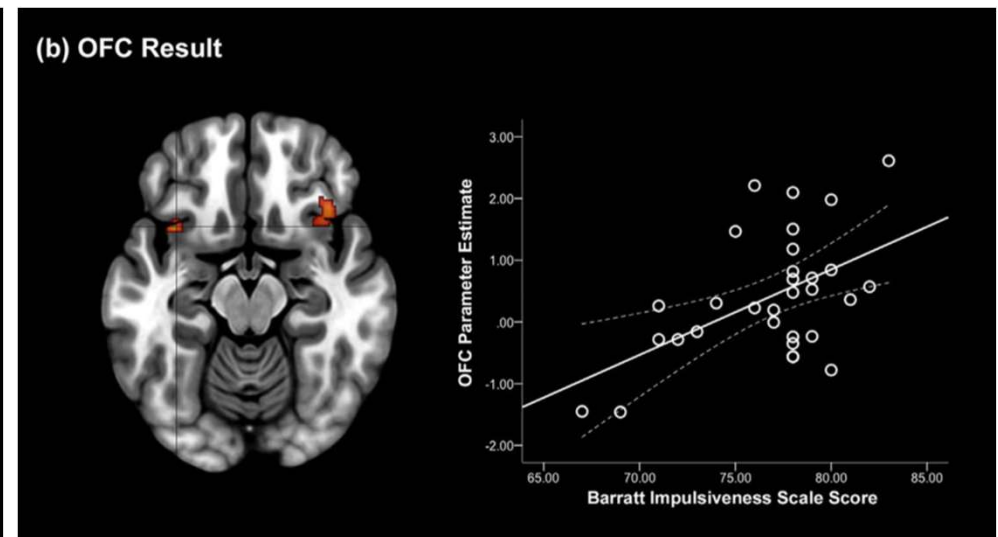 (b) OFC Result
OFC Parameter Estimate
3.00
2.00
1.00
.00
-1.00
-2.00
65.00 70.00 75.00 80.00 85.00
Barratt Impulsiveness Scale Score